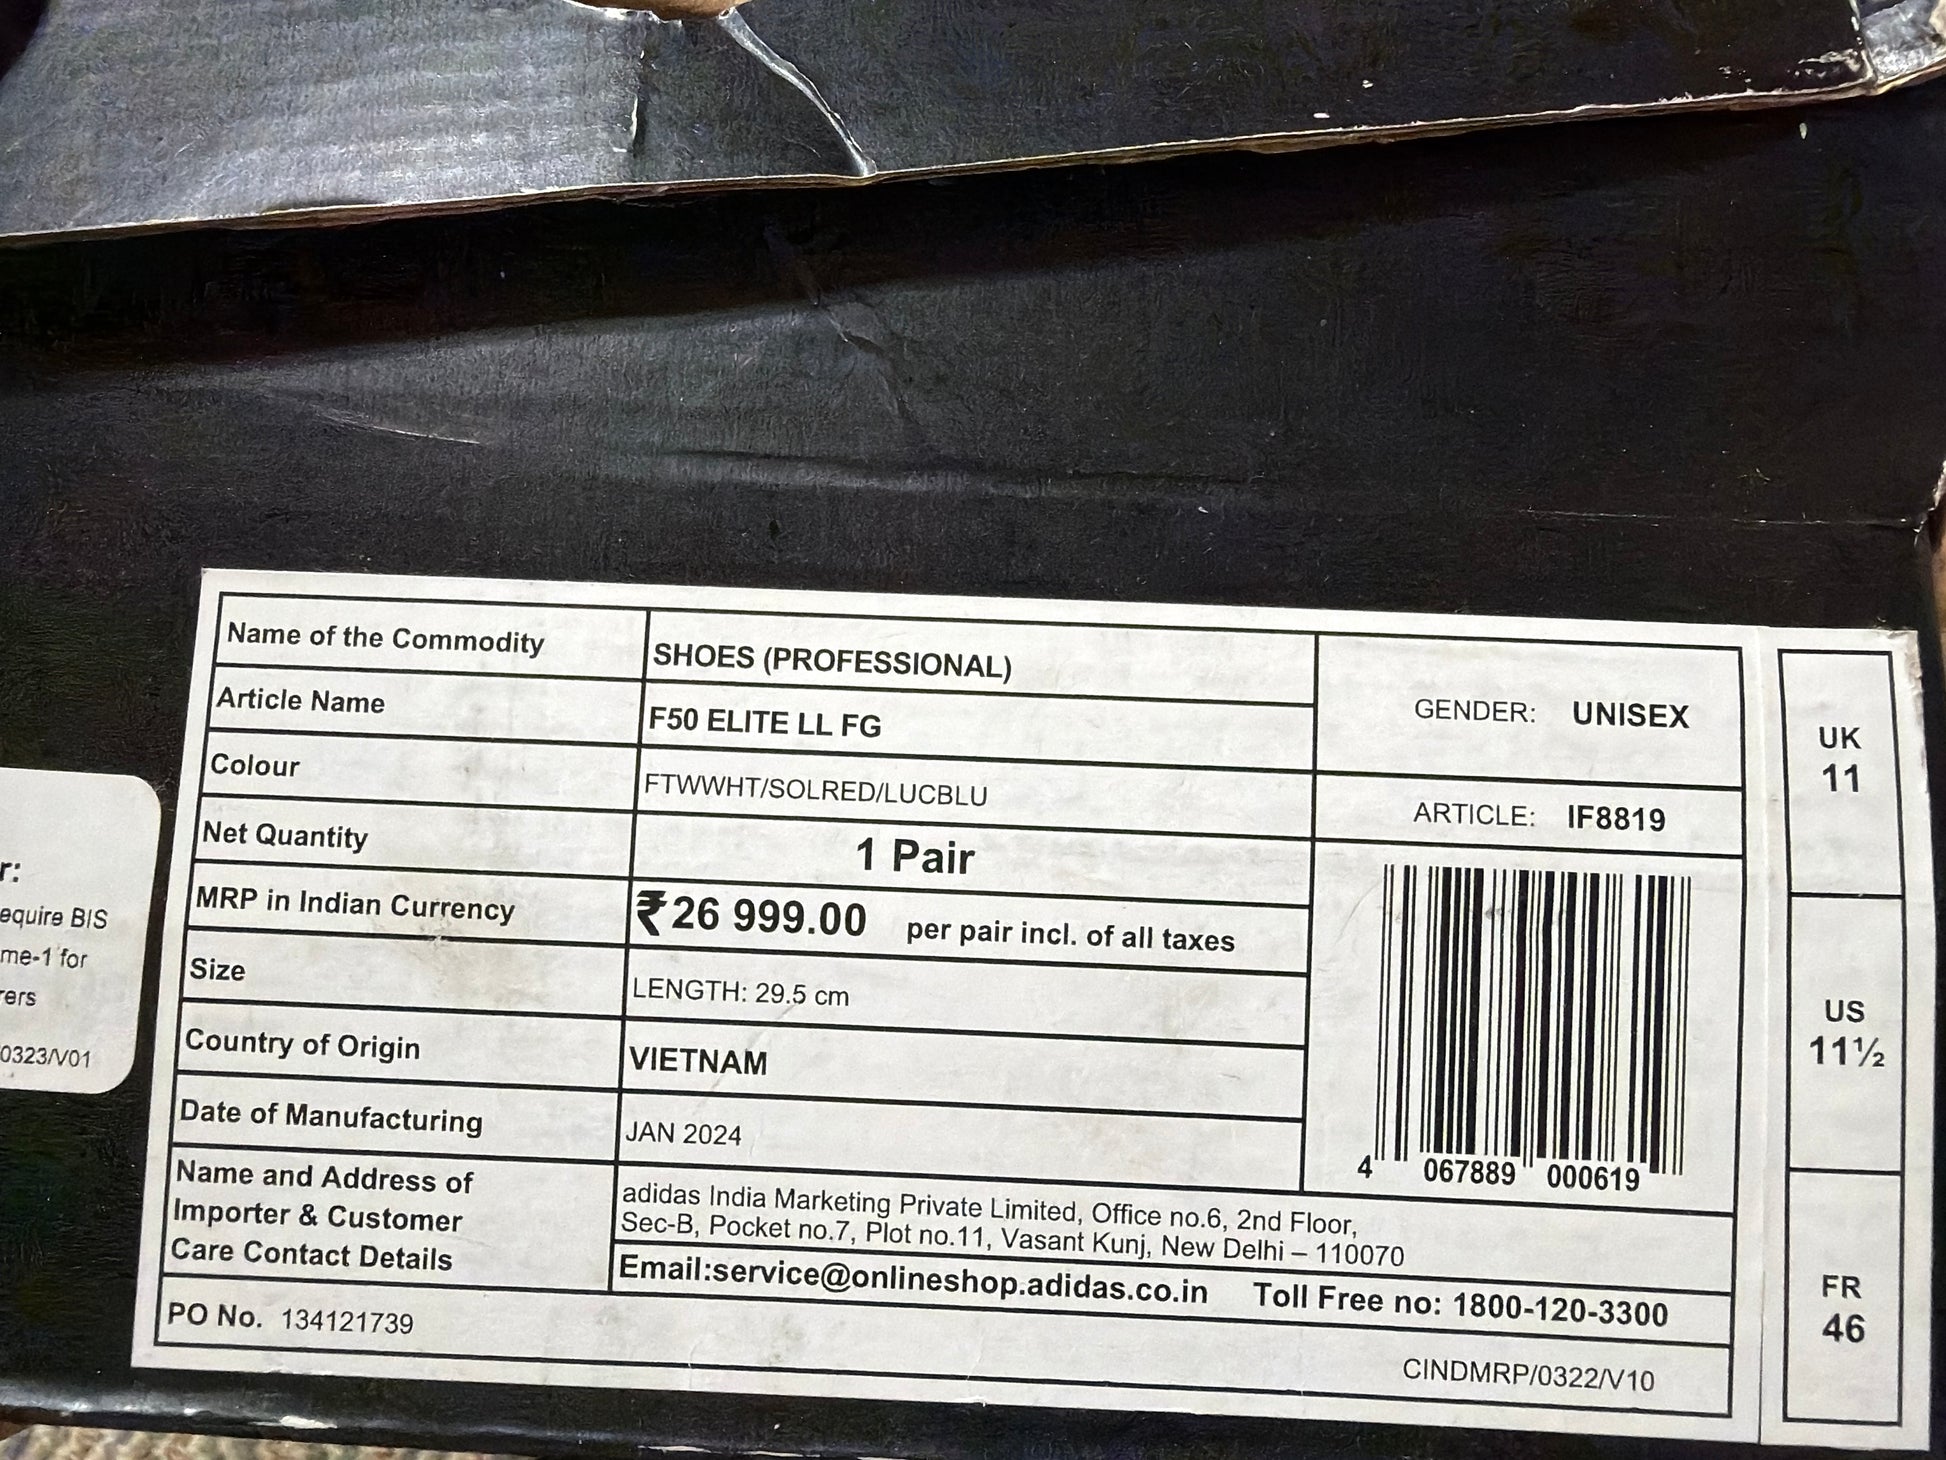 Name of the Commodity SHOES (PROFESSIONAL)
Article Name F50 ELITE LL FG
Colour FTWWHT/SOLRED/LUCBLU
Net Quantity 1 Pair
MRP in Indian Currency ₹26 999.00 per pair incl. of all taxes
Size LENGTH: 29.5 cm
Country of Origin VIETNAM
Date of Manufacturing JAN 2024
Name and Address of
Importer & Customer
Care Contact Details
adidas India Marketing Private Limited, Office no.6, 2nd Floor,
Sec-B, Pocket no.7, Plot no.11, Vasant Kunj, New Delhi – 110070
Email:service@onlineshop.adidas.co.in Toll Free no: 1800-120-3300
PO No. 134121739
CINDMRP/0322/V10
GENDER: UNISEX
ARTICLE: IF8819
4 067889 000619
UK
11
US
11½
FR
46
r:
equire BIS
me-1 for
rers
0323/V01